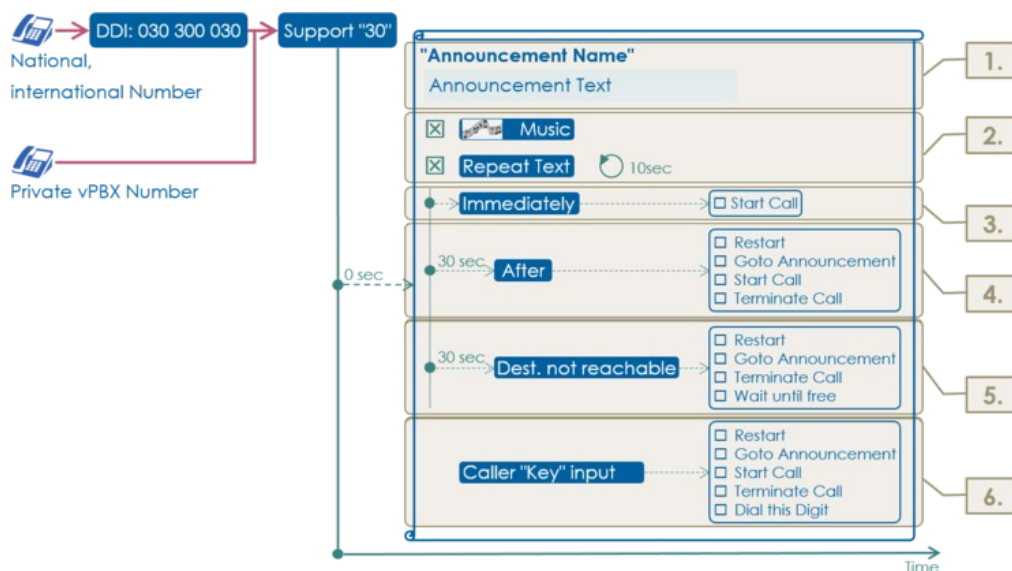 DDI: 030 300 030
Support "30"
National,
international Number
Private vPBX Number
"Announcement Name"
Announcement Text
1.
Music
Repeat Text
10sec
2.
Immediately
Start Call
3.
0 sec
30 sec
After
Restart
Goto Announcement
Start Call
Terminate Call
4.
30 sec
Dest. not reachable
Restart
Goto Announcement
Terminate Call
Wait until free
5.
Caller "Key" input
Restart
Goto Announcement
Start Call
Terminate Call
Dial this Digit
6.
Time